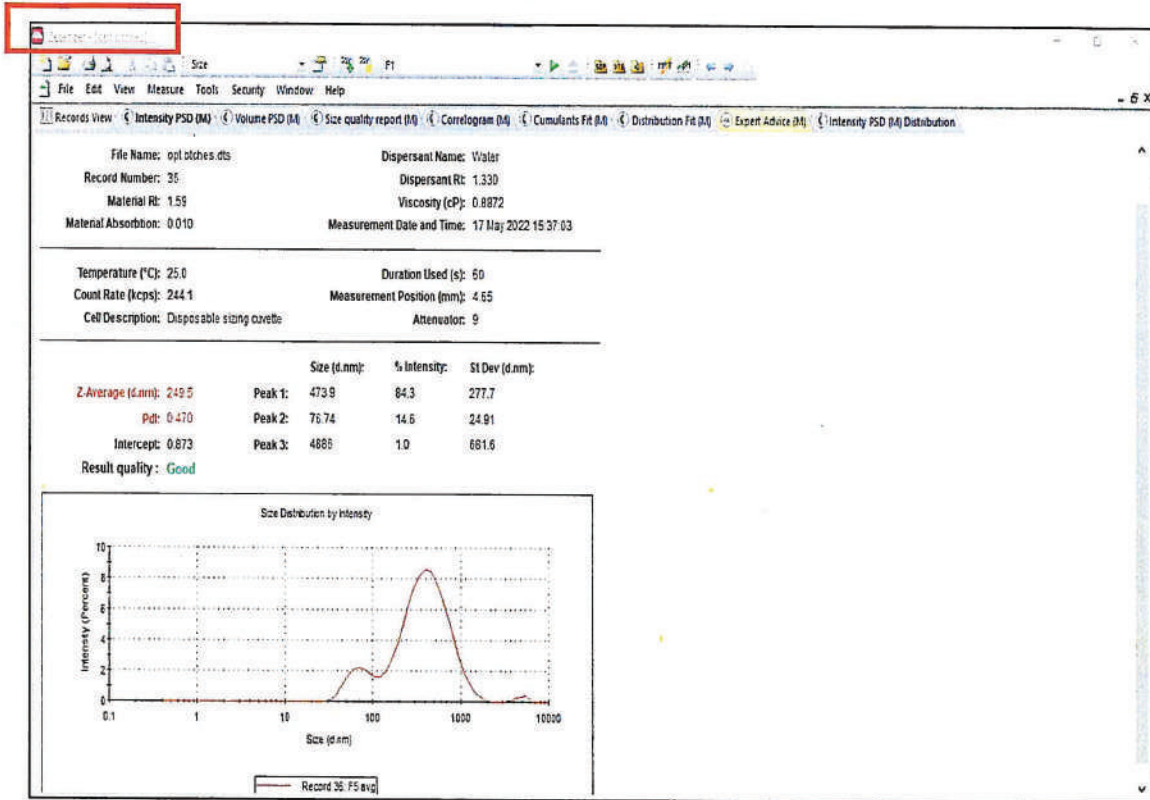 Size
F1
File Edit View Measure Tools Security Window Help
Records View Intensity PSD (M) Volume PSD (M) Size quality report (M) Correlogram (M) Cumulants Fit (M) Distribution Fit (M) Expert Advice (M) Intensity PSD (M) Distribution
File Name: opt btches.dts Dispersant Name: Water
Record Number: 36 Dispersant RI: 1.330
Material RI: 1.59 Viscosity (cP): 0.8872
Material Absorbtion: 0.010 Measurement Date and Time: 17 May 2022 15:37:03
Temperature (°C): 25.0 Duration Used (s): 60
Count Rate (kcps): 244.1 Measurement Position (mm): 4.65
Cell Description: Disposable sizing cuvette Attenuator: 9
Size (d.nm): % Intensity: St Dev (d.nm):
Z-Average (d.nm): 249.5 Peak 1: 473.9 84.3 277.7
PdI: 0.470 Peak 2: 76.74 14.6 24.91
Intercept: 0.873 Peak 3: 4886 1.0 661.6
Result quality : Good
Size Distribution by Intensity
Intensity (Percent)
10
8
6
4
2
0
0.1 1 10 100 1000 10000
Size (d.nm)
Record 36: F5 avg